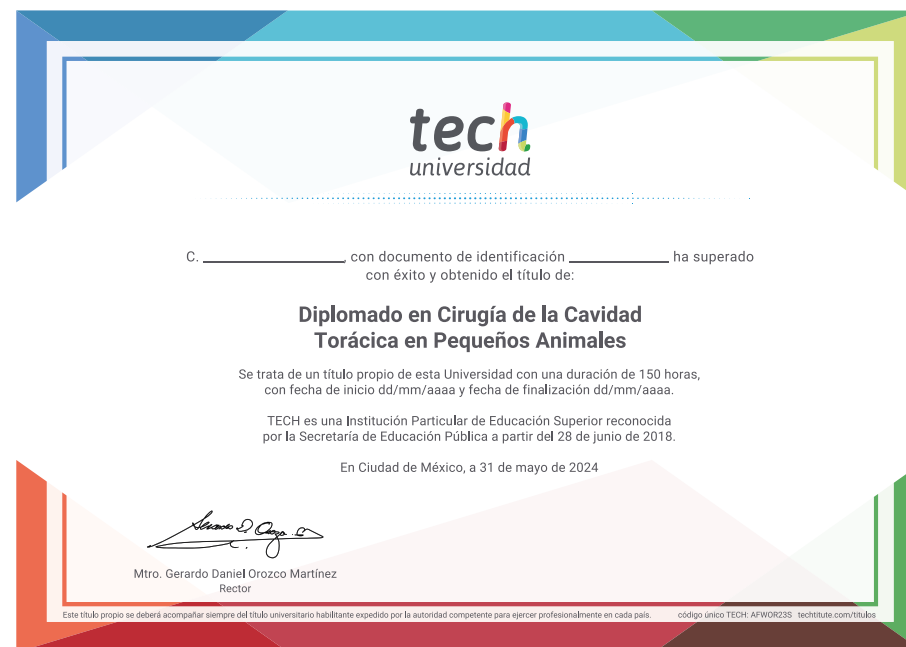 tech
universidad
C. ____________, con documento de identificación ____________ ha superado
con éxito y obtenido el título de:
Diplomado en Cirugía de la Cavidad
Torácica en Pequeños Animales
Se trata de un título propio de esta Universidad con una duración de 150 horas,
con fecha de inicio dd/mm/aaaa y fecha de finalización dd/mm/aaaa.
TECH es una Institución Particular de Educación Superior reconocida
por la Secretaría de Educación Pública a partir del 28 de junio de 2018.
En Ciudad de México, a 31 de mayo de 2024
Mtro. Gerardo Daniel Orozco Martínez
Rector
Este título propio se deberá acompañar siempre del título universitario habilitante expedido por la autoridad competente para ejercer profesionalmente en cada país. código único TECH: AFWOR23S techtitute.com/titulos